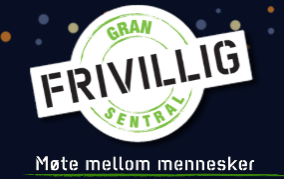 GRAN
FRIVILLIG
SENTRAL
Møte mellom mennesker